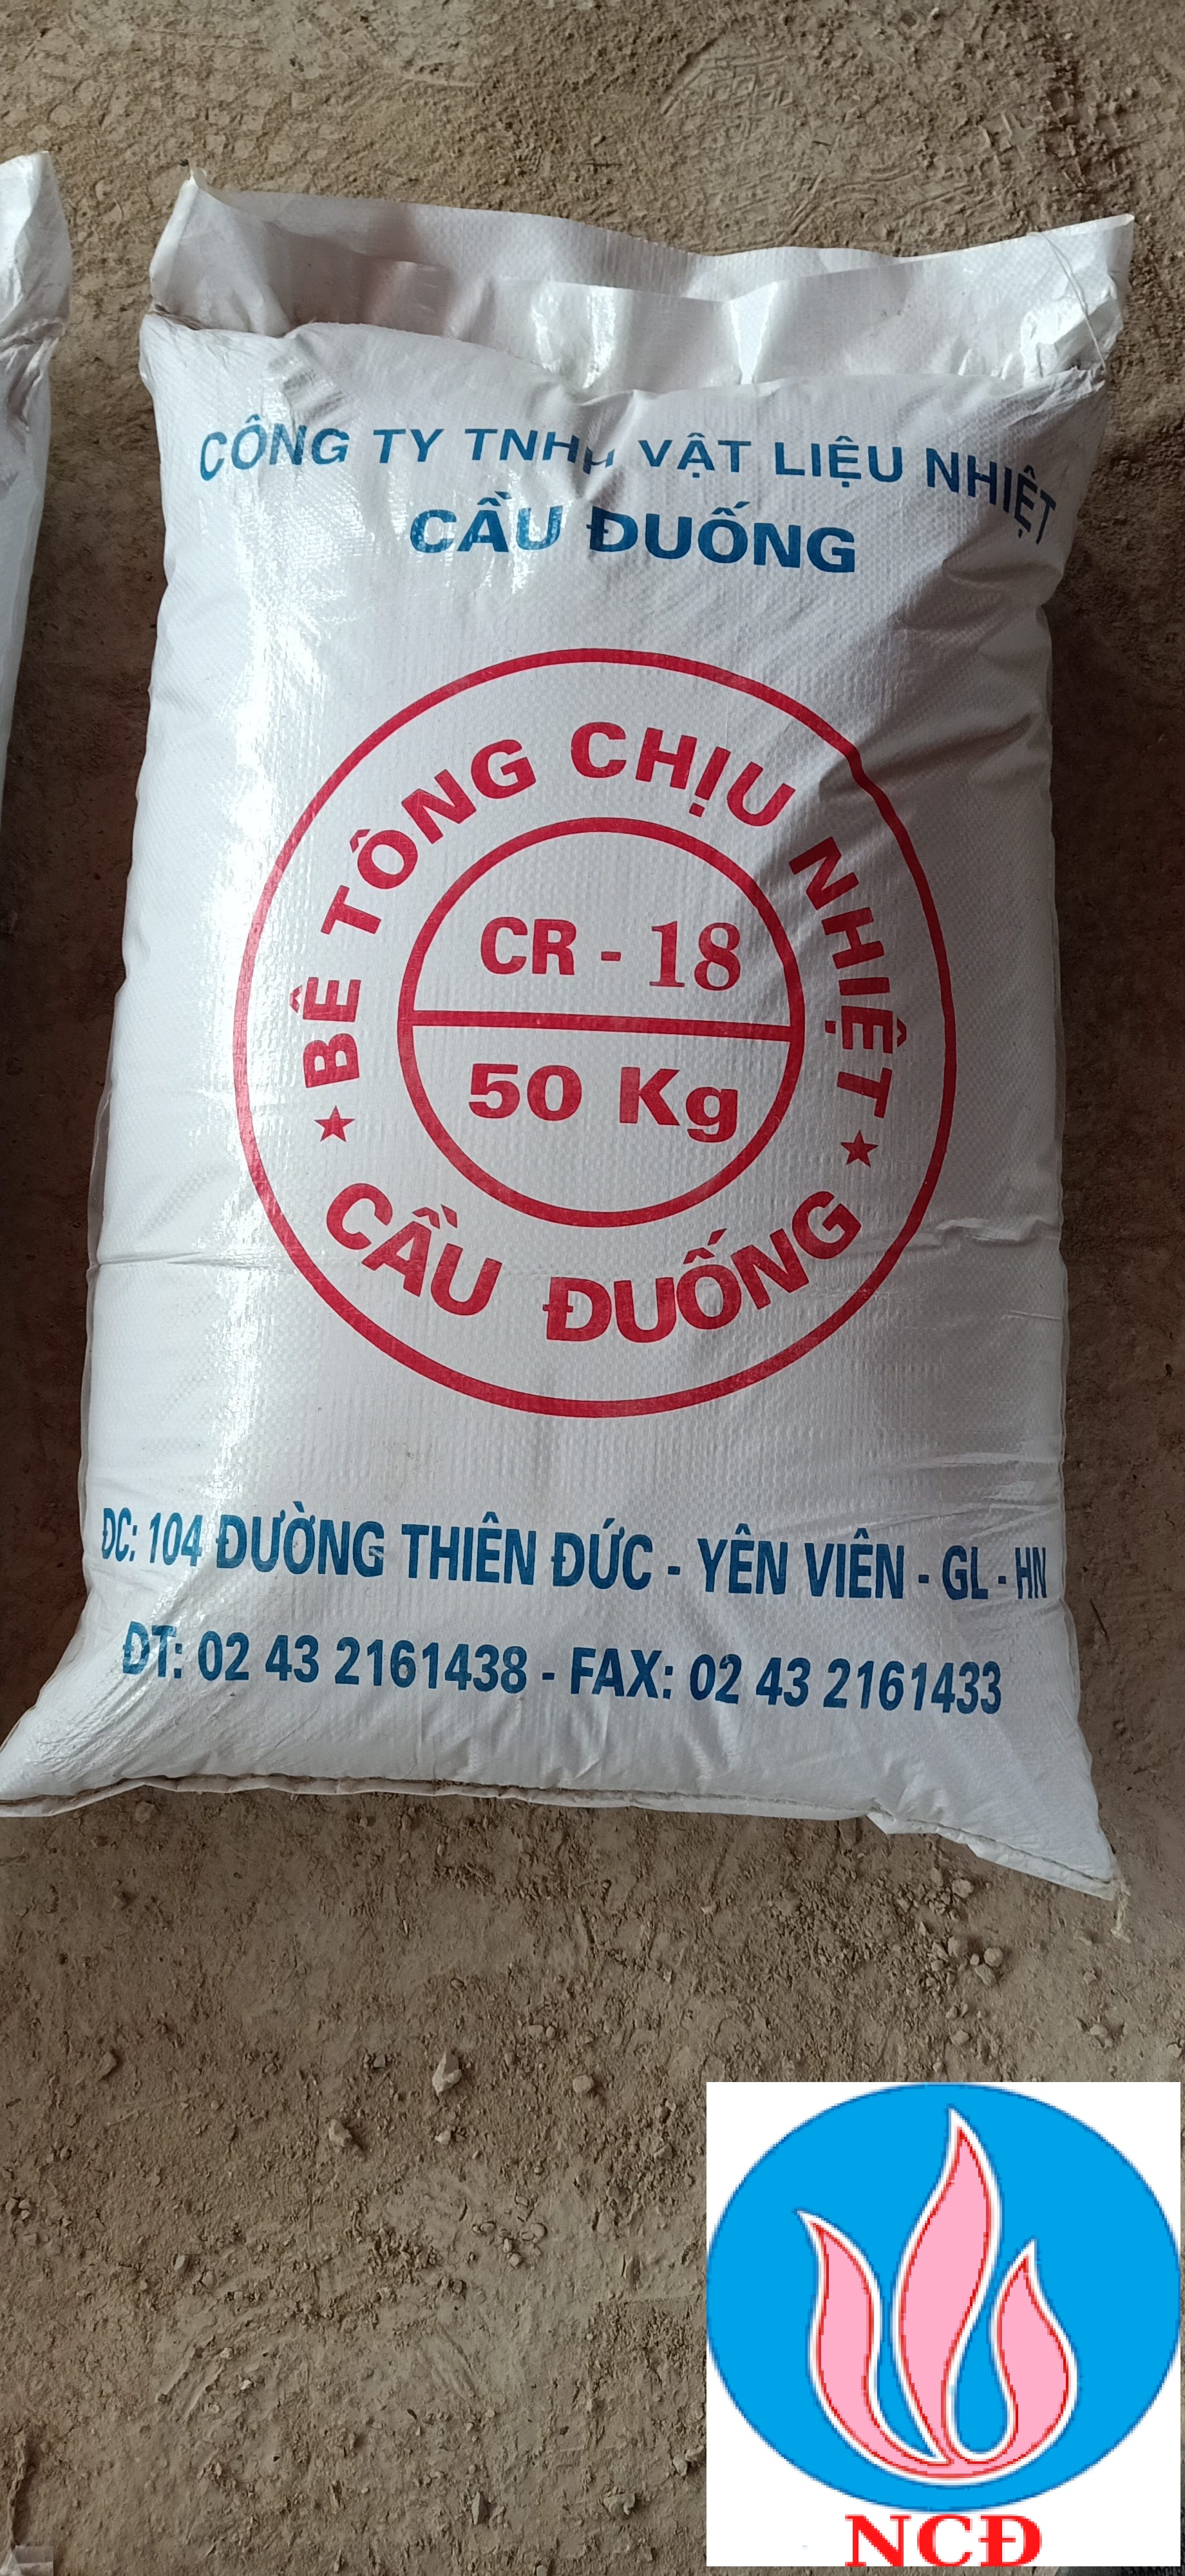 CÔNG TY TNHH VẬT LIỆU NHIỆT
CẦU ĐUỐNG
BÊ TÔNG CHỊU NHIỆT
CR - 18
50 Kg
★ CẦU ĐUỐNG ★
ĐC: 104 ĐƯỜNG THIÊN ĐỨC - YÊN VIÊN - GL - HN
ĐT: 02 43 2161438 - FAX: 02 43 2161433
NCĐ